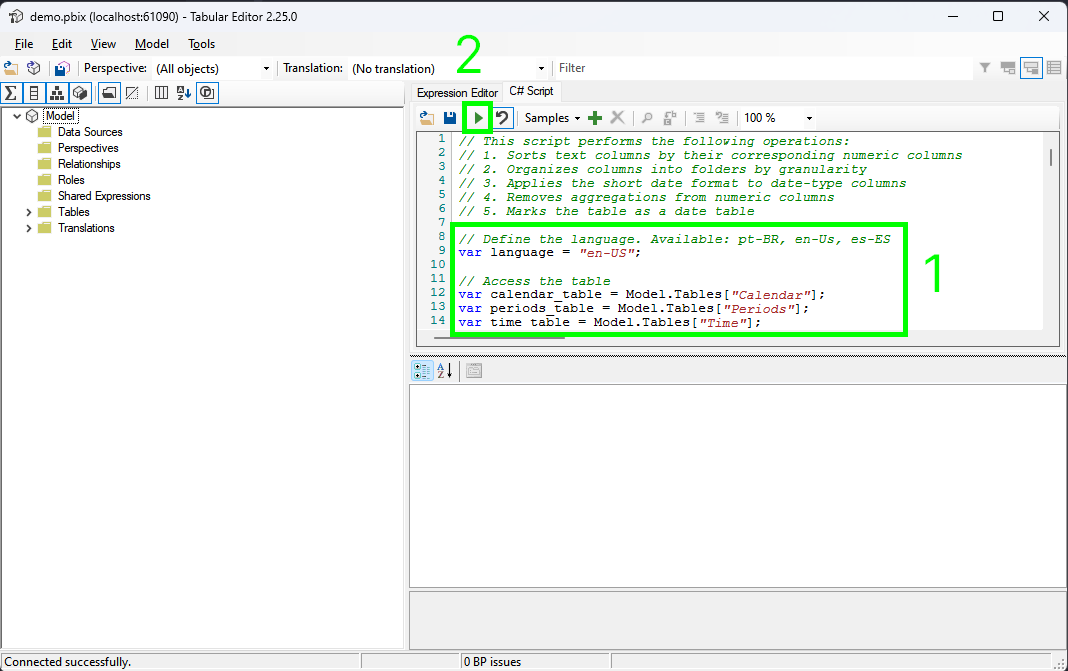 demo.pbix (localhost:61090) - Tabular Editor 2.25.0
File Edit View Model Tools
Perspective: (All objects) Translation: (No translation) Filter
2
Expression Editor C# Script
Samples 100 %
Model
Data Sources
Perspectives
Relationships
Roles
Shared Expressions
Tables
Translations
1 // This script performs the following operations:
2 // 1. Sorts text columns by their corresponding numeric columns
3 // 2. Organizes columns into folders by granularity
4 // 3. Applies the short date format to date-type columns
5 // 4. Removes aggregations from numeric columns
6 // 5. Marks the table as a date table
7
8 // Define the language. Available: pt-BR, en-Us, es-ES
9 var language = "en-US";
10
11 // Access the table
12 var calendar_table = Model.Tables["Calendar"];
13 var periods_table = Model.Tables["Periods"];
14 var time_table = Model.Tables["Time"];
1
Connected successfully. 0 BP issues